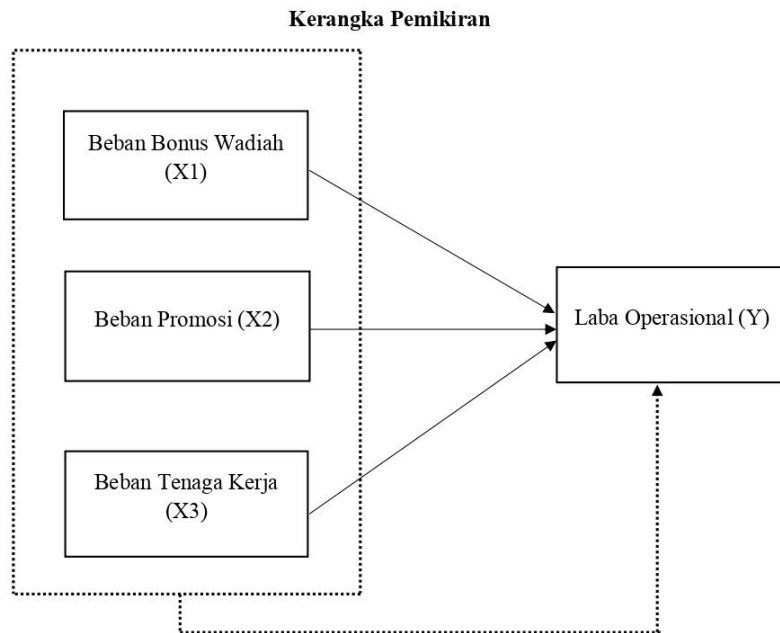 Kerangka Pemikiran
Beban Bonus Wadiah
(X1)
Beban Promosi (X2)
Laba Operasional (Y)
Beban Tenaga Kerja
(X3)